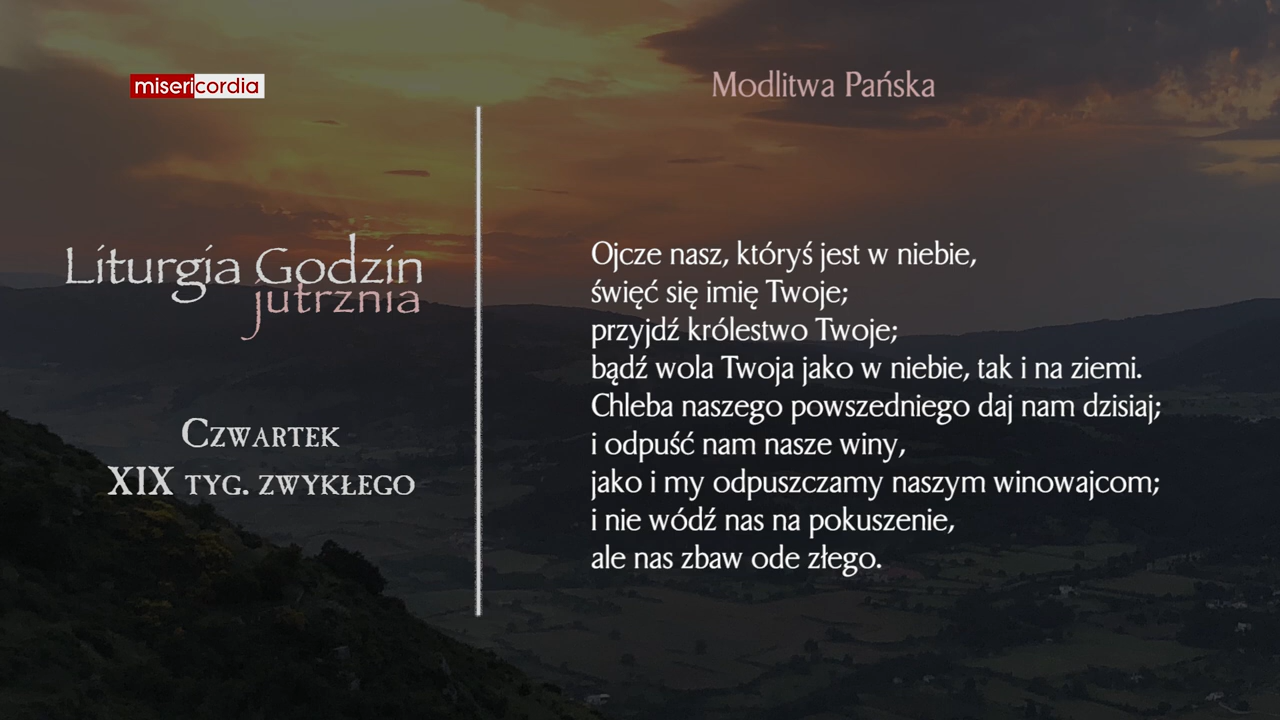 misericordia
Liturgia Godzin
jutrznia
Czwartek
XIX tyg. zwykłego
Modlitwa Pańska
Ojcze nasz, któryś jest w niebie,
święć się imię Twoje;
przyjdź królestwo Twoje;
bądź wola Twoja jako w niebie, tak i na ziemi.
Chleba naszego powszedniego daj nam dzisiaj;
i odpuść nam nasze winy,
jako i my odpuszczamy naszym winowajcom;
i nie wódź nas na pokuszenie,
ale nas zbaw ode złego.